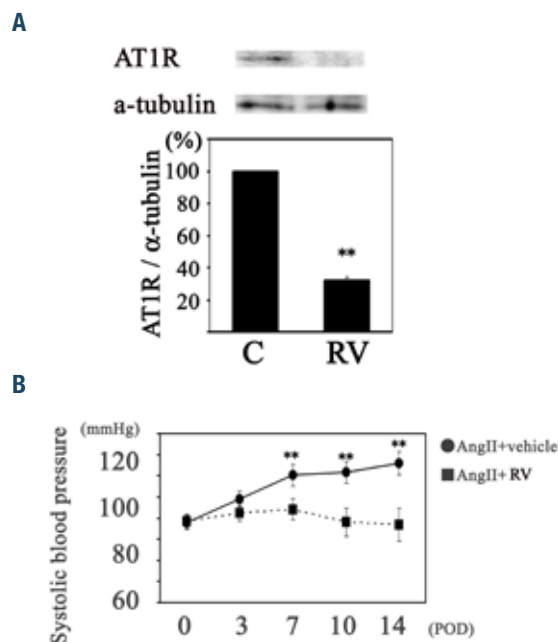 A
AT1R
a-tubulin
(%)
AT1R / α-tubulin
100
80
60
40
20
**
C RV
B
(mmHg)
Systolic blood pressure
120
100
80
60
** ** **
AngII+vehicle
AngII+RV
0 3 7 10 14 (POD)